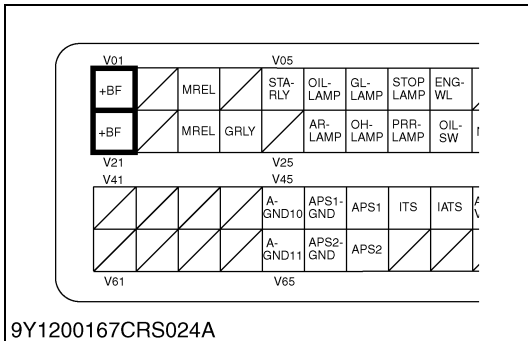 V01 V05
+BF MREL STA-RLY OIL-LAMP GL-LAMP STOP LAMP ENG-WL
+BF MREL GRLY AR-LAMP OH-LAMP PRR-LAMP OIL-SW
V21 V25
V41 V45
A-GND10 APS1-GND APS1 ITS IATS
A-GND11 APS2-GND APS2
V61 V65
9Y1200167CRS024A